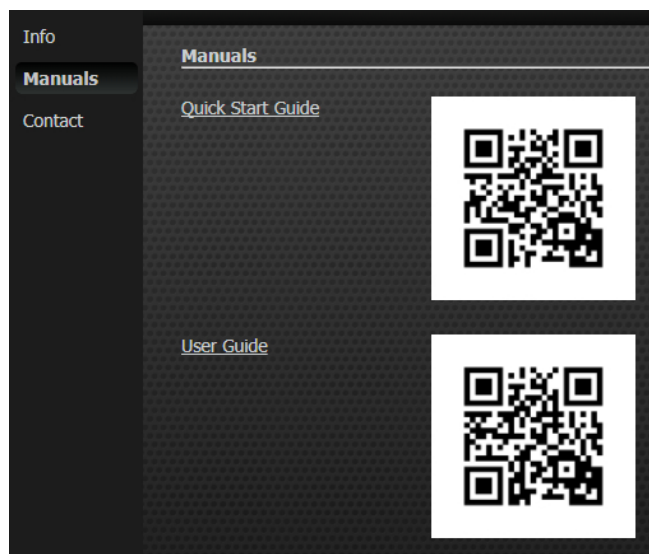 Info
Manuals
Contact
Manuals
Quick Start Guide
User Guide